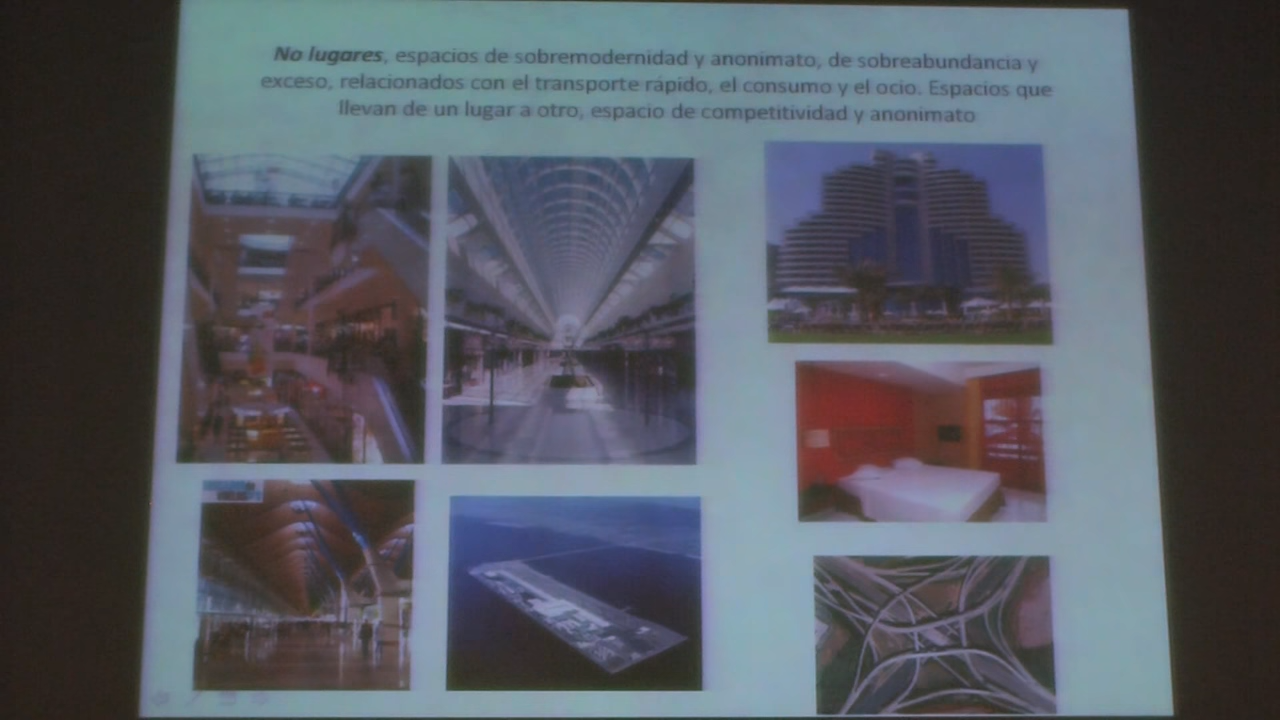 No lugares, espacios de sobremodernidad y anonimato, de sobreabundancia y
exceso, relacionados con el transporte rápido, el consumo y el ocio. Espacios que
llevan de un lugar a otro, espacio de competitividad y anonimato